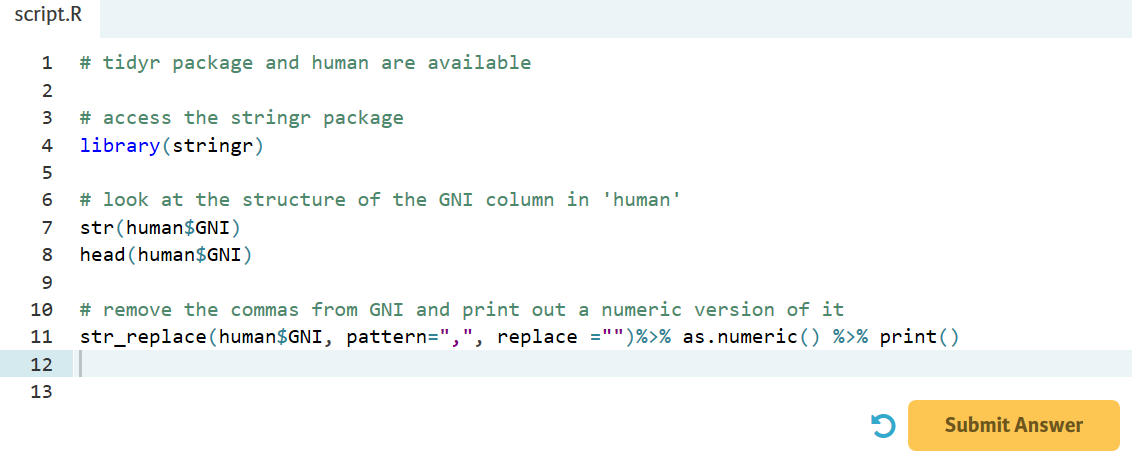 script.R
1 # tidyr package and human are available
2
3 # access the stringr package
4 library(stringr)
5
6 # look at the structure of the GNI column in 'human'
7 str(human$GNI)
8 head(human$GNI)
9
10 # remove the commas from GNI and print out a numeric version of it
11 str_replace(human$GNI, pattern=",", replace ="")%>% as.numeric() %>% print()
12
13
Submit Answer